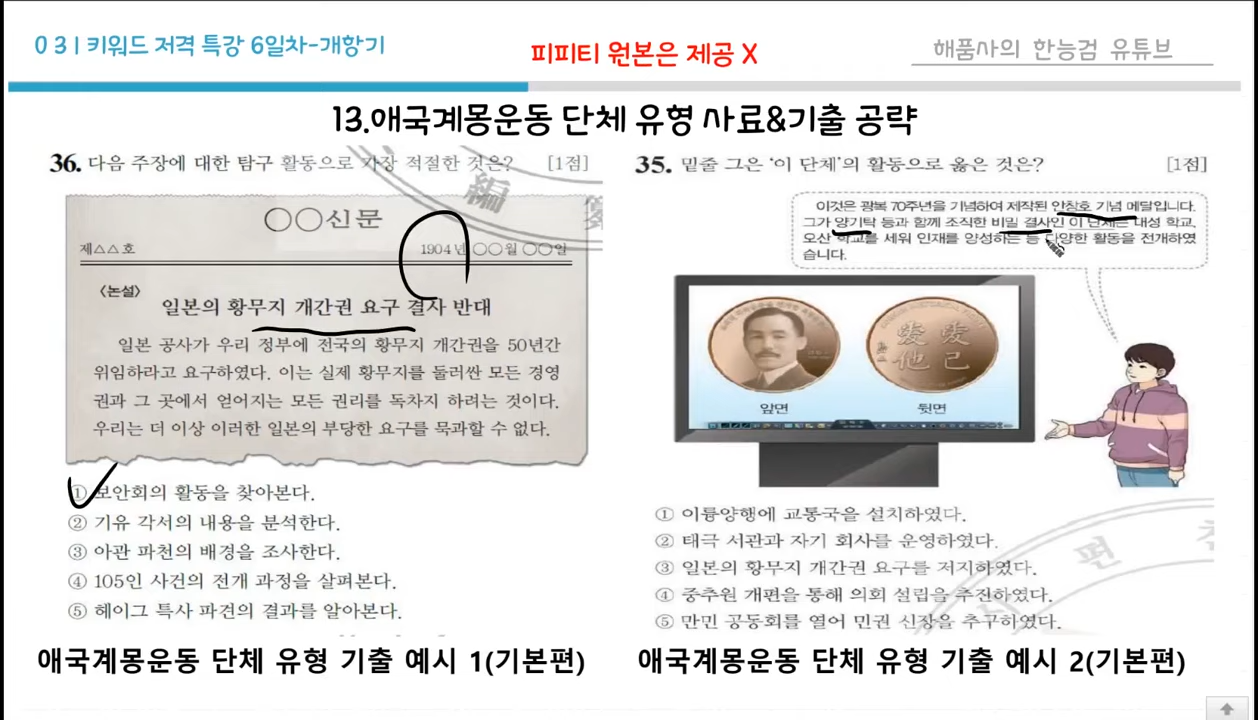 03 | 키워드 저격 특강 6일차-개항기
피피티 원본은 제공 X
해품사의 한능검 유튜브
13.애국계몽운동 단체 유형 사료&기출 공략
36. 다음 주장에 대한 탐구 활동으로 가장 적절한 것은? [1점]
○○신문
제△△호 1904년 ○○월 ○○일
<논설>
일본의 황무지 개간권 요구 결사 반대
일본 공사가 우리 정부에 전국의 황무지 개간권을 50년간
위임하라고 요구하였다. 이는 실제 황무지를 둘러싼 모든 경영
권과 그 곳에서 얻어지는 모든 권리를 독차지 하려는 것이다.
우리는 더 이상 이러한 일본의 부당한 요구를 묵과할 수 없다.
① 보안회의 활동을 찾아본다.
② 기유 각서의 내용을 분석한다.
③ 아관 파천의 배경을 조사한다.
④ 105인 사건의 전개 과정을 살펴본다.
⑤ 헤이그 특사 파견의 결과를 알아본다.
애국계몽운동 단체 유형 기출 예시 1(기본편)
35. 밑줄 그은 '이 단체'의 활동으로 옳은 것은? [1점]
이것은 광복 70주년을 기념하여 제작된 안창호 기념 메달입니다.
그가 양기탁 등과 함께 조직한 비밀 결사인 이 단체는 대성 학교,
오산 학교를 세워 인재를 양성하는 등 다양한 활동을 전개하였
습니다.
앞면 뒷면
① 이륭양행에 교통국을 설치하였다.
② 태극 서관과 자기 회사를 운영하였다.
③ 일본의 황무지 개간권 요구를 저지하였다.
④ 중추원 개편을 통해 의회 설립을 추진하였다.
⑤ 만민 공동회를 열어 민권 신장을 추구하였다.
애국계몽운동 단체 유형 기출 예시 2(기본편)